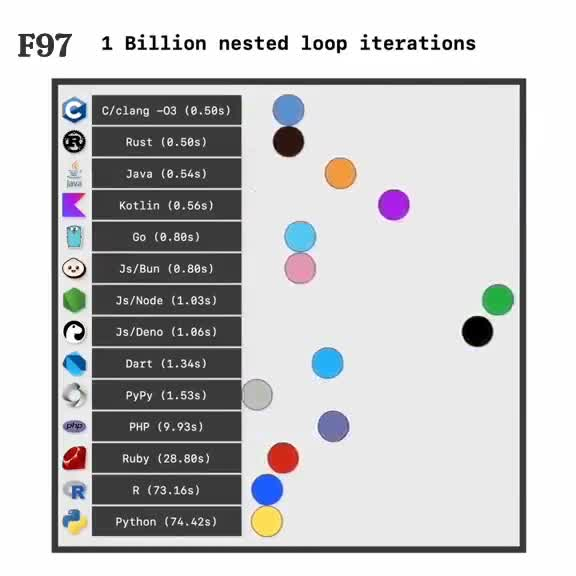 F97 1 Billion nested loop iterations
C/clang -O3 (0.50s)
Rust (0.50s)
Java Java (0.54s)
Kotlin (0.56s)
Go (0.80s)
Js/Bun (0.80s)
Js/Node (1.03s)
Js/Deno (1.06s)
Dart (1.34s)
PyPy (1.53s)
php PHP (9.93s)
Ruby (28.80s)
R R (73.16s)
Python (74.42s)